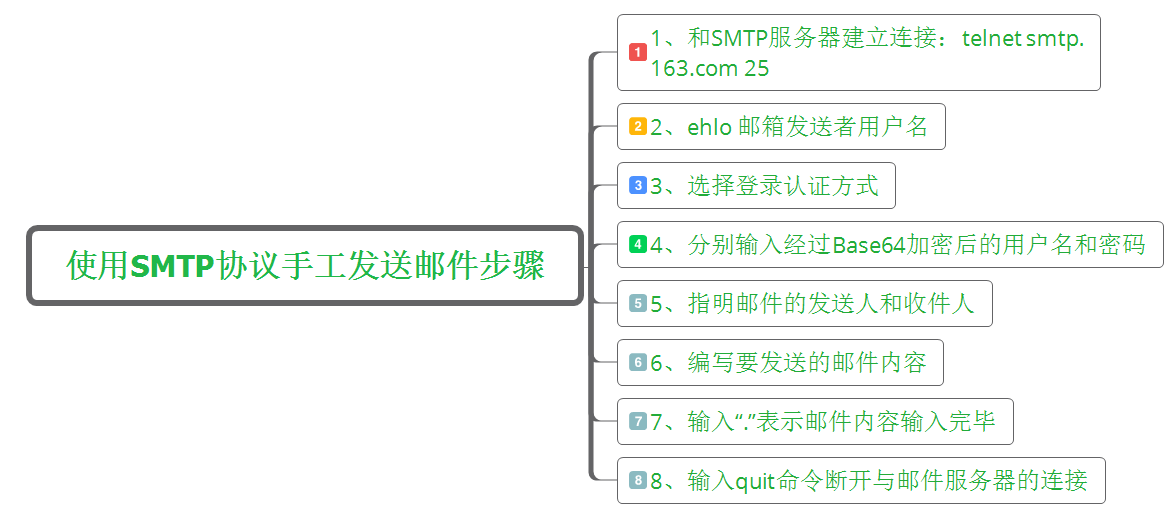 使用SMTP协议手工发送邮件步骤
1 1、和SMTP服务器建立连接：telnet smtp.
163.com 25
2 2、ehlo 邮箱发送者用户名
3 3、选择登录认证方式
4 4、分别输入经过Base64加密后的用户名和密码
5 5、指明邮件的发送人和收件人
6 6、编写要发送的邮件内容
7 7、输入“.”表示邮件内容输入完毕
8 8、输入quit命令断开与邮件服务器的连接